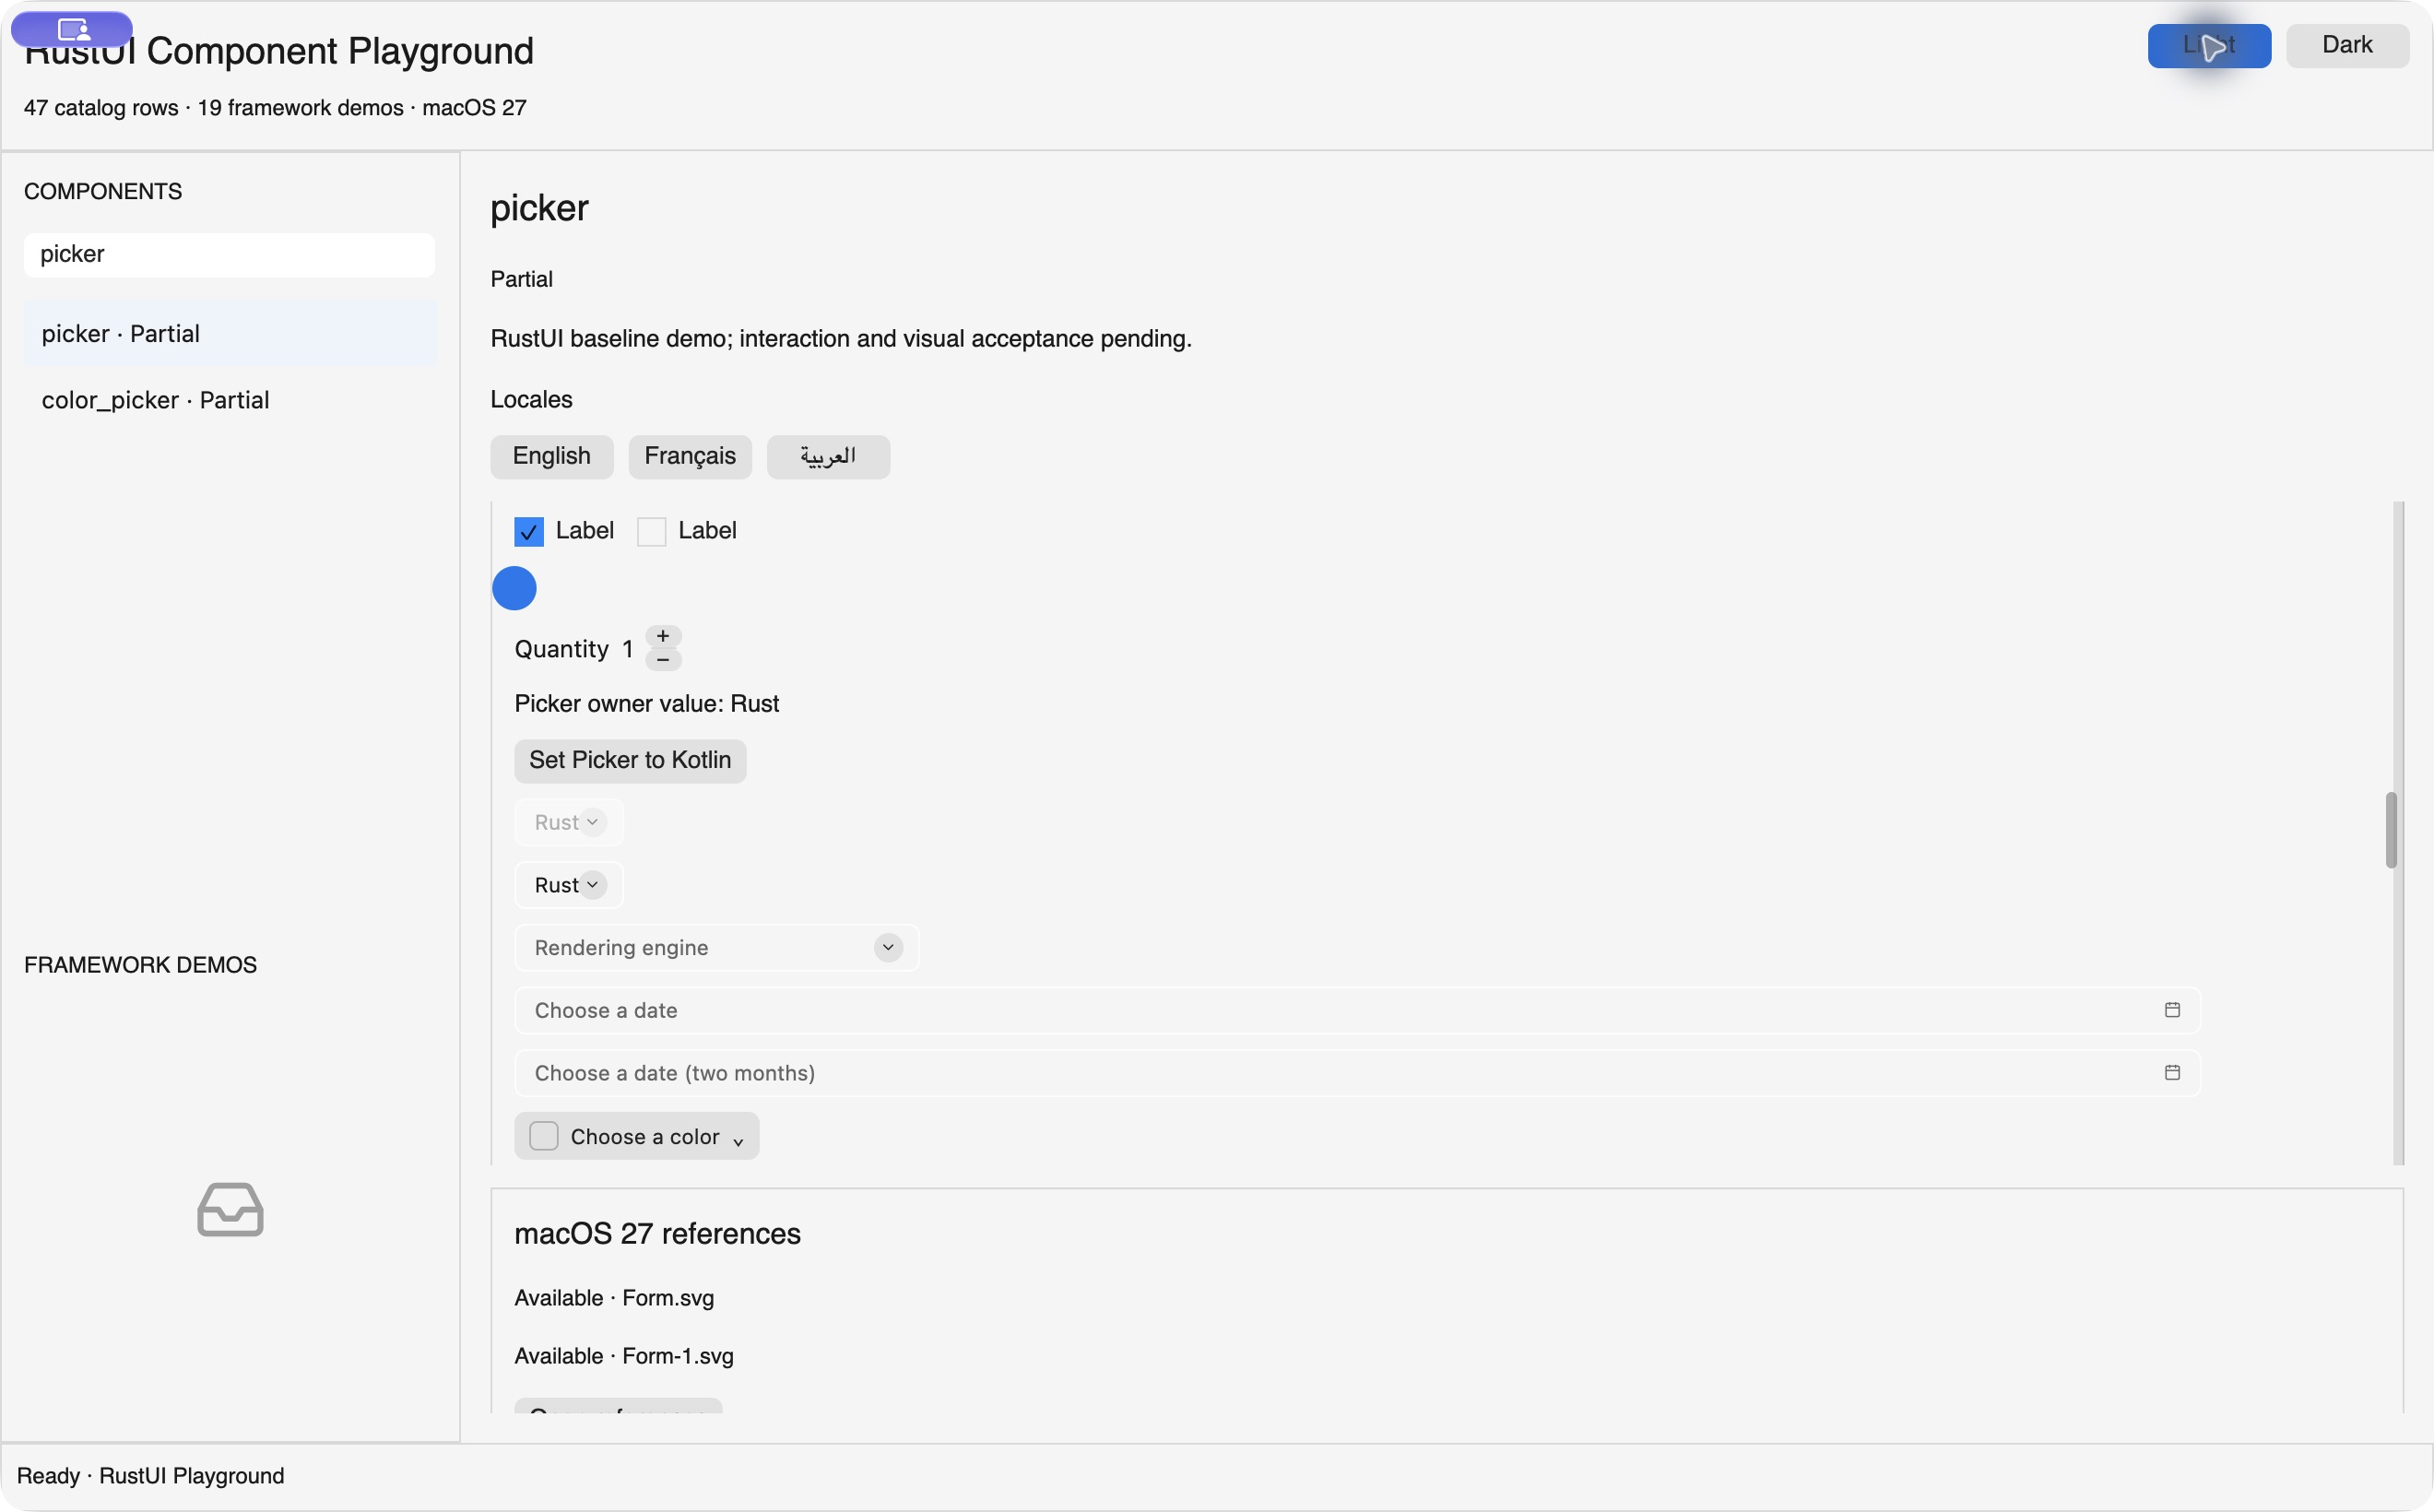 RustUI Component Playground
Dark
47 catalog rows · 19 framework demos · macOS 27
COMPONENTS
picker
picker · Partial
color_picker · Partial
FRAMEWORK DEMOS
picker
Partial
RustUI baseline demo; interaction and visual acceptance pending.
Locales
English Français العربية
Label Label
Quantity 1 + −
Picker owner value: Rust
Set Picker to Kotlin
Rust
Rust
Rendering engine
Choose a date
Choose a date (two months)
Choose a color
macOS 27 references
Available · Form.svg
Available · Form-1.svg
Ready · RustUI Playground